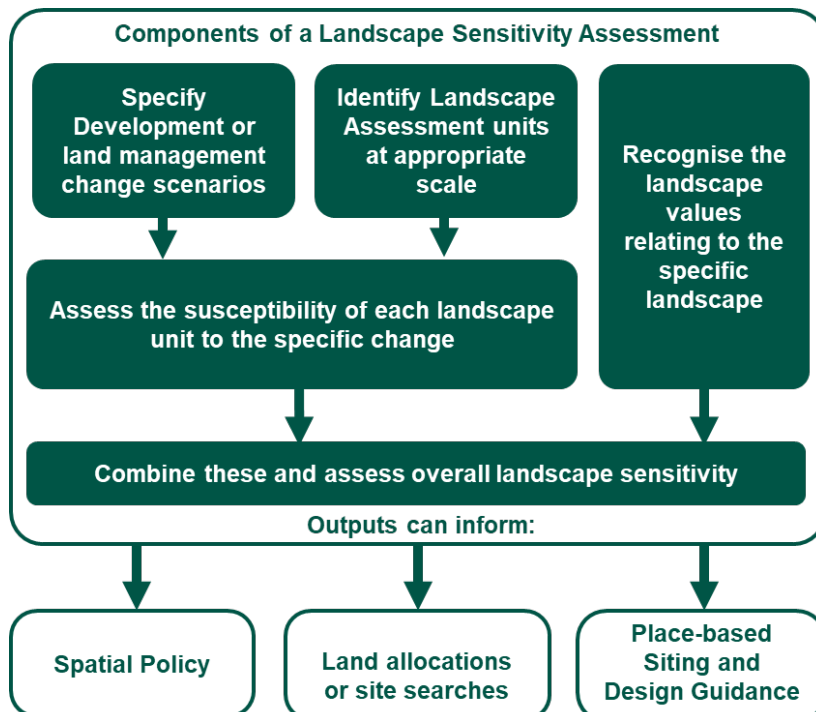 Components of a Landscape Sensitivity Assessment
Specify
Development or
land management
change scenarios
Identify Landscape
Assessment units
at appropriate
scale
Recognise the
landscape
values
relating to the
specific
landscape
Assess the susceptibility of each landscape
unit to the specific change
Combine these and assess overall landscape sensitivity
Outputs can inform:
Spatial Policy
Land allocations
or site searches
Place-based
Siting and
Design Guidance